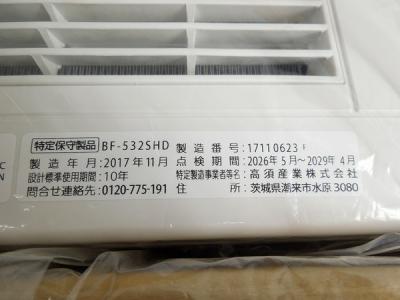 特定保守製品 BF-532SHD 製造番号:17110623 F
製造年月:2017年11月 点検期間:2026年5月～2029年4月
設計標準使用期間:10年 特定製造事業者等名:高須産業株式会社
問合せ連絡先:0120-775-191 住所:茨城県潮来市水原3080
C
N